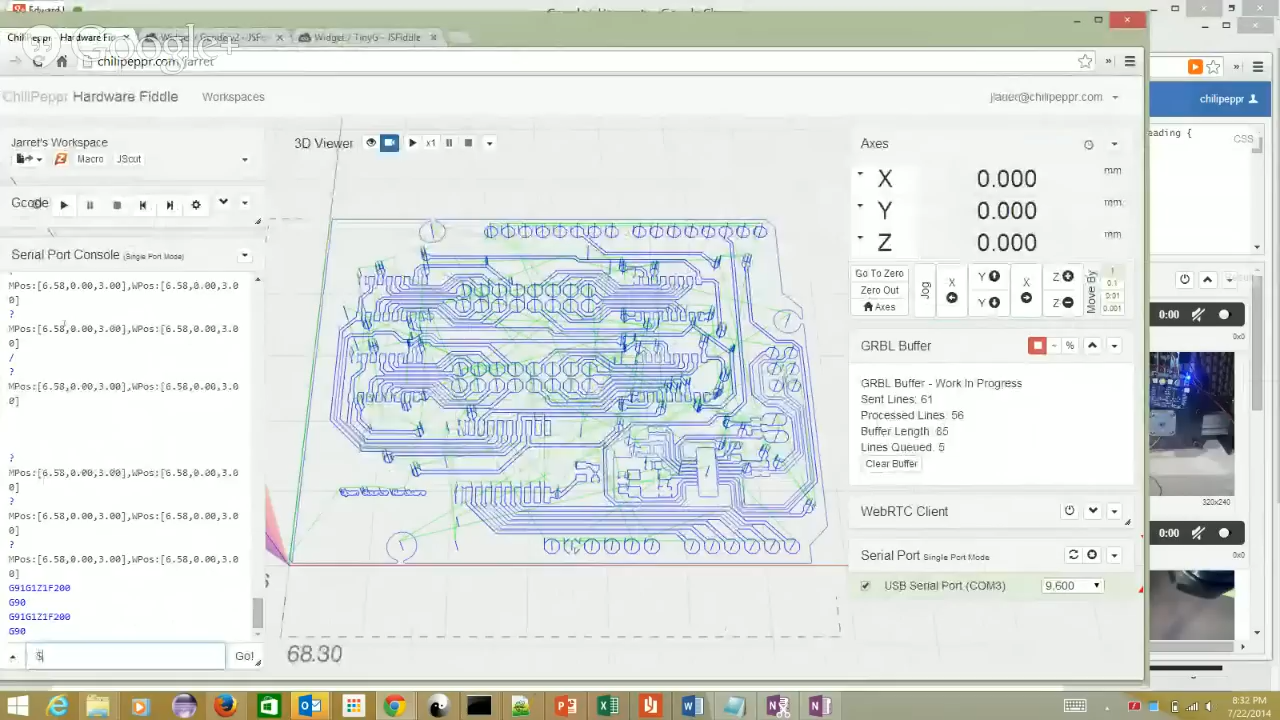 Google+
Widget / TinyG - JSFiddle
chilipeppr.com/jarret
ChiliPeppr Hardware Fiddle
Workspaces
jlauer@chilipeppr.com
chilipeppr
CSS
Jarret's Workspace
Macro
JScut
3D Viewer
x1
Axes
X 0.000 mm
Y 0.000 mm
Z 0.000 mm
Gcode
Serial Port Console (Single Port Mode)
MPos:[6.58,0.00,3.00],WPos:[6.58,0.00,3.0
0]
?
MPos:[6.58,0.00,3.00],WPos:[6.58,0.00,3.0
0]
/
?
MPos:[6.58,0.00,3.00],WPos:[6.58,0.00,3.0
0]
?
MPos:[6.58,0.00,3.00],WPos:[6.58,0.00,3.0
0]
?
MPos:[6.58,0.00,3.00],WPos:[6.58,0.00,3.0
0]
?
MPos:[6.58,0.00,3.00],WPos:[6.58,0.00,3.0
0]
G91G1Z1F200
G90
G91G1Z1F200
G90
Go!
68.30
Go To Zero
Zero Out
Axes
Jog
X
Y
Y
X
Z
Z
Move By
1
0.1
0.01
0.001
GRBL Buffer
%
GRBL Buffer - Work In Progress
Sent Lines: 61
Processed Lines: 56
Buffer Length: 85
Lines Queued: 5
Clear Buffer
WebRTC Client
Serial Port Single Port Mode
USB Serial Port (COM3)
9,600
0:00
0x0
320x240
0:00
0x0
8:32 PM
7/22/2014